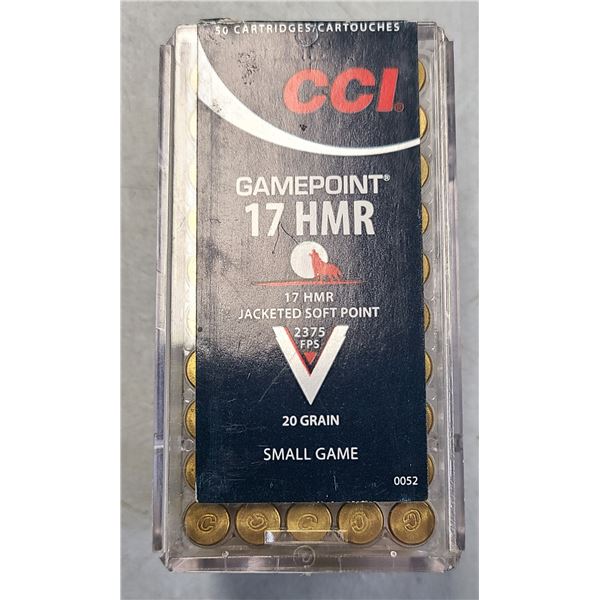 50 CARTRIDGES/CARTOUCHES
CCI®
GAMEPOINT®
17 HMR
17 HMR
JACKETED SOFT POINT
2375
FPS
20 GRAIN
SMALL GAME
0052
C C C C C